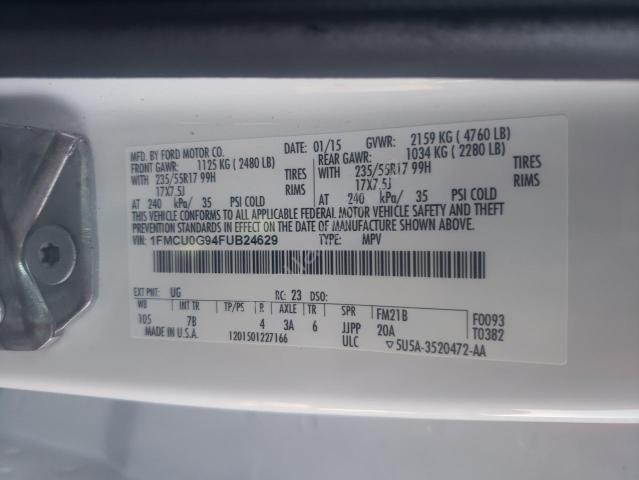 MFD. BY FORD MOTOR CO.
DATE: 01/15 GVWR: 2159 KG ( 4760 LB)
FRONT GAWR: 1125 KG ( 2480 LB)
REAR GAWR: 1034 KG ( 2280 LB)
WITH 235/55R17 99H TIRES
WITH 235/55R17 99H TIRES
17X7.5J RIMS
17X7.5J RIMS
AT 240 kPa/ 35 PSI COLD
AT 240 kPa/ 35 PSI COLD
THIS VEHICLE CONFORMS TO ALL APPLICABLE FEDERAL MOTOR VEHICLE SAFETY AND THEFT
PREVENTION STANDARDS IN EFFECT ON THE DATE OF MANUFACTURE SHOWN ABOVE.
VIN: 1FMCU0G94FUB24629 TYPE: MPV
EXT PNT: UG RC: 23 DSO:
WB INT TR TP/PS R AXLE TR SPR FM21B F0093
105 7B 4 3A 6 JJPP 20A T0382
MADE IN U.S.A. 1201501227166 ULC ▽5U5A-3520472-AA